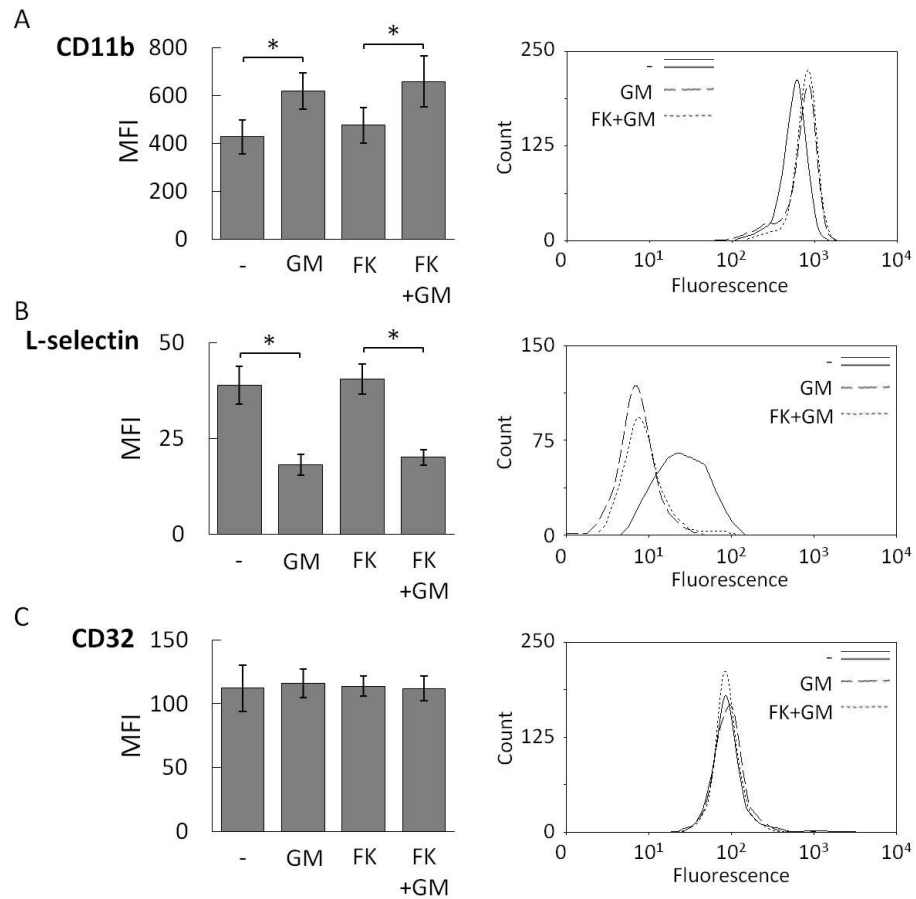 A
CD11b
*
*
800
600
400
200
0
MFI
-
GM
FK
FK
+GM
250
125
0
Count
-
GM
FK+GM
0
10¹
10²
10³
10⁴
Fluorescence
B
L-selectin
*
*
50
25
0
MFI
-
GM
FK
FK
+GM
150
75
0
Count
-
GM
FK+GM
0
10¹
10²
10³
10⁴
Fluorescence
C
CD32
150
100
50
0
MFI
-
GM
FK
FK
+GM
250
125
0
Count
-
GM
FK+GM
0
10¹
10²
10³
10⁴
Fluorescence